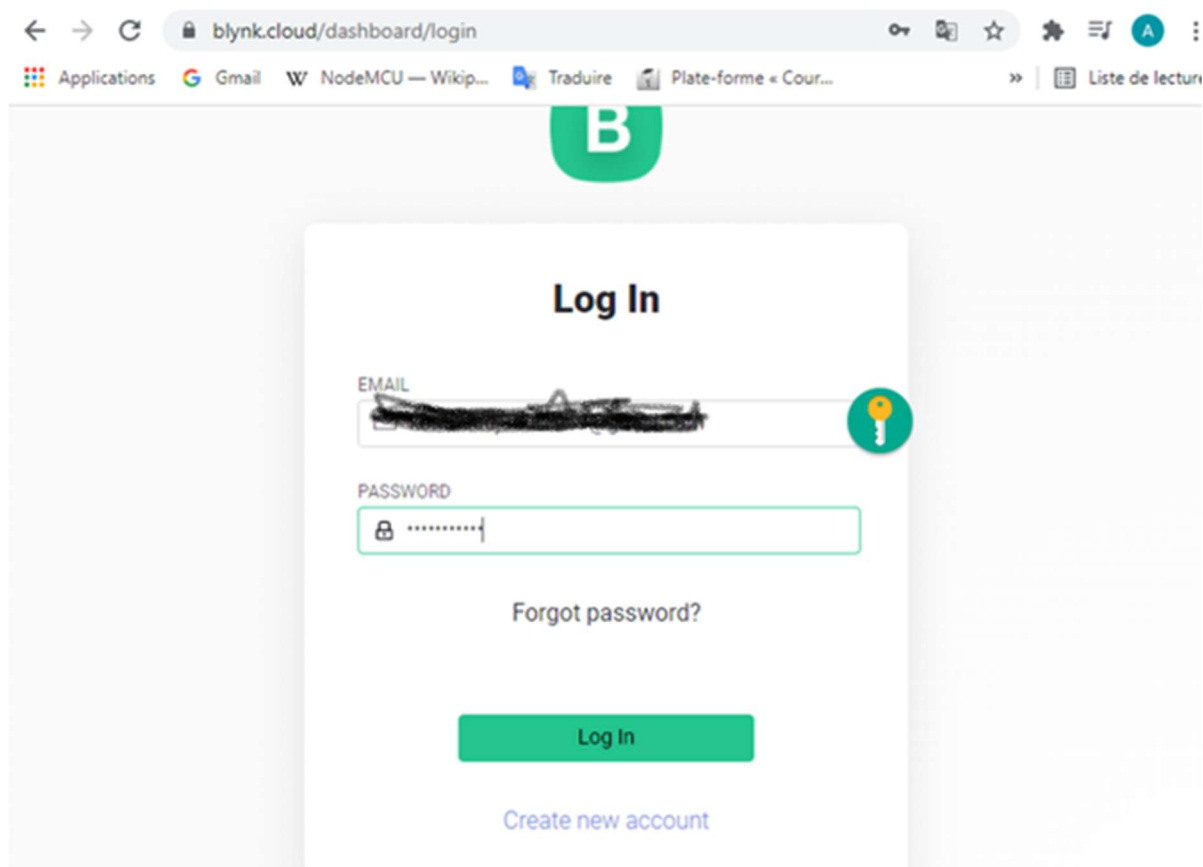 blynk.cloud/dashboard/login
A
Applications G Gmail W NodeMCU — Wikip... Traduire Plate-forme « Cour... » Liste de lecture
B
Log In
EMAIL
PASSWORD
•••••••••••
Forgot password?
Log In
Create new account